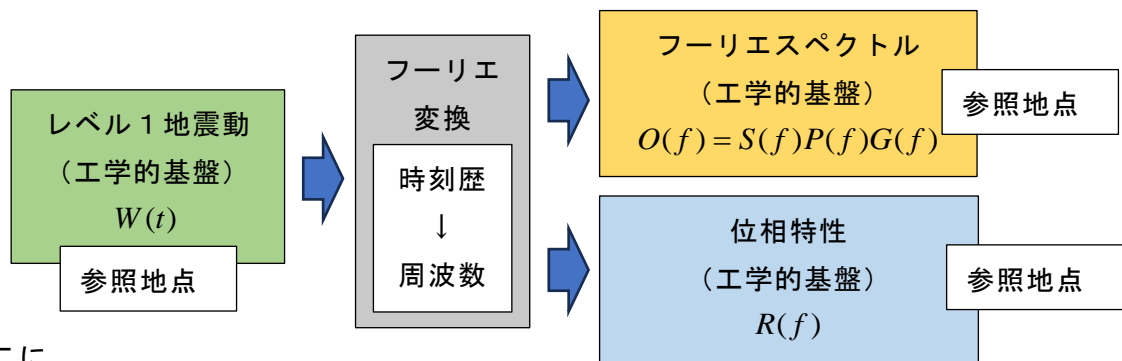 レベル１地震動
（工学的基盤）
W(t)
参照地点
フーリエ
変換
時刻歴
↓
周波数
フーリエスペクトル
（工学的基盤）
O(f) = S(f)P(f)G(f)
参照地点
位相特性
（工学的基盤）
R(f)
参照地点